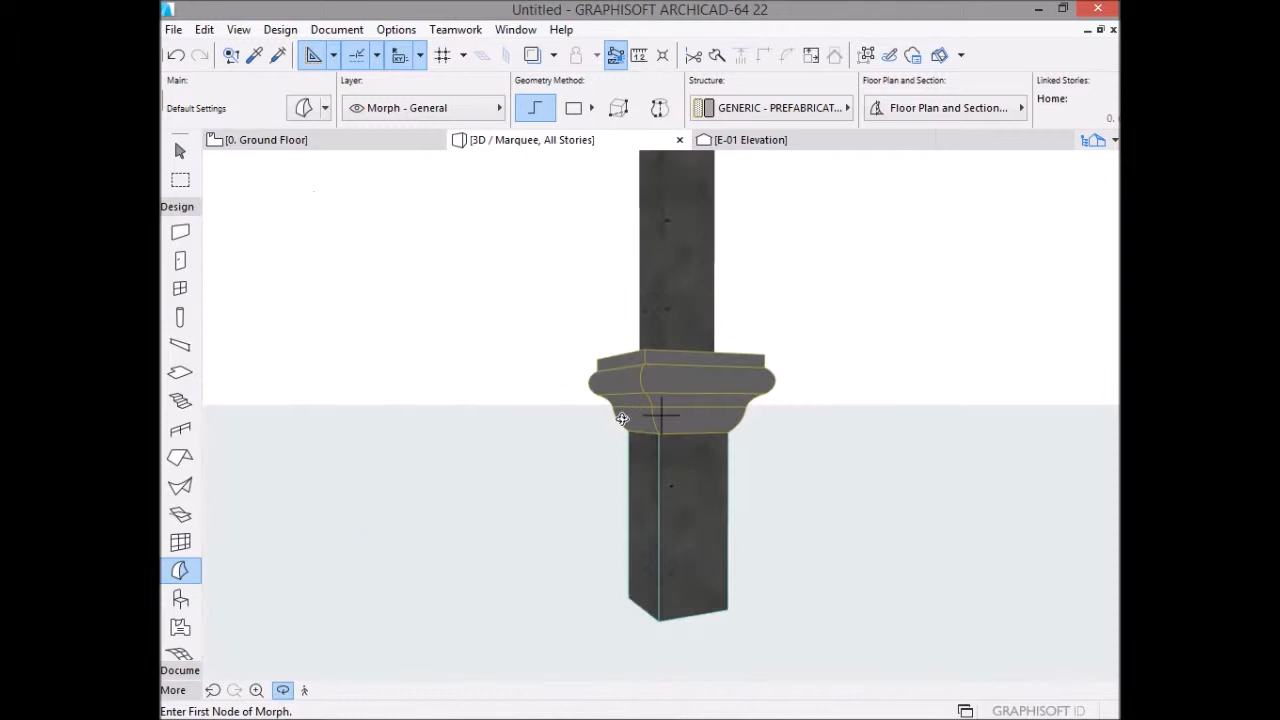 Untitled - GRAPHISOFT ARCHICAD-64 22
File Edit View Design Document Options Teamwork Window Help
Main: Layer: Geometry Method: Structure: Floor Plan and Section: Linked Stories:
Default Settings Morph - General GENERIC - PREFABRICAT... Floor Plan and Section... Home:
0.
[0. Ground Floor] [3D / Marquee, All Stories] [E-01 Elevation]
Design
Docume
More
Enter First Node of Morph. GRAPHISOFT ID